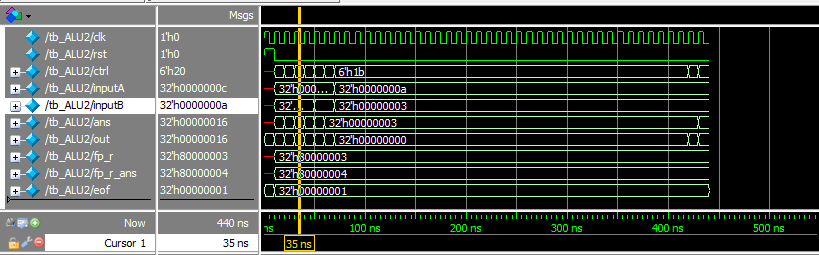 Msgs
/tb_ALU2/clk 1'h0
/tb_ALU2/rst 1'h0
/tb_ALU2/ctrl 6'h20 6'h1b
/tb_ALU2/inputA 32'h0000000c 32'h000... 32'h0000000a
/tb_ALU2/inputB 32'h0000000a 32'... 32'h00000003
/tb_ALU2/ans 32'h00000016 32'h00000003
/tb_ALU2/out 32'h00000016 32'h00000000
/tb_ALU2/fp_r 32'h80000003 32'h80000003
/tb_ALU2/fp_r_ans 32'h80000004 32'h80000004
/tb_ALU2/eof 32'h00000001 32'h00000001
Now 440 ns ns 100 ns 200 ns 300 ns 400 ns 500 ns
Cursor 1 35 ns 35 ns